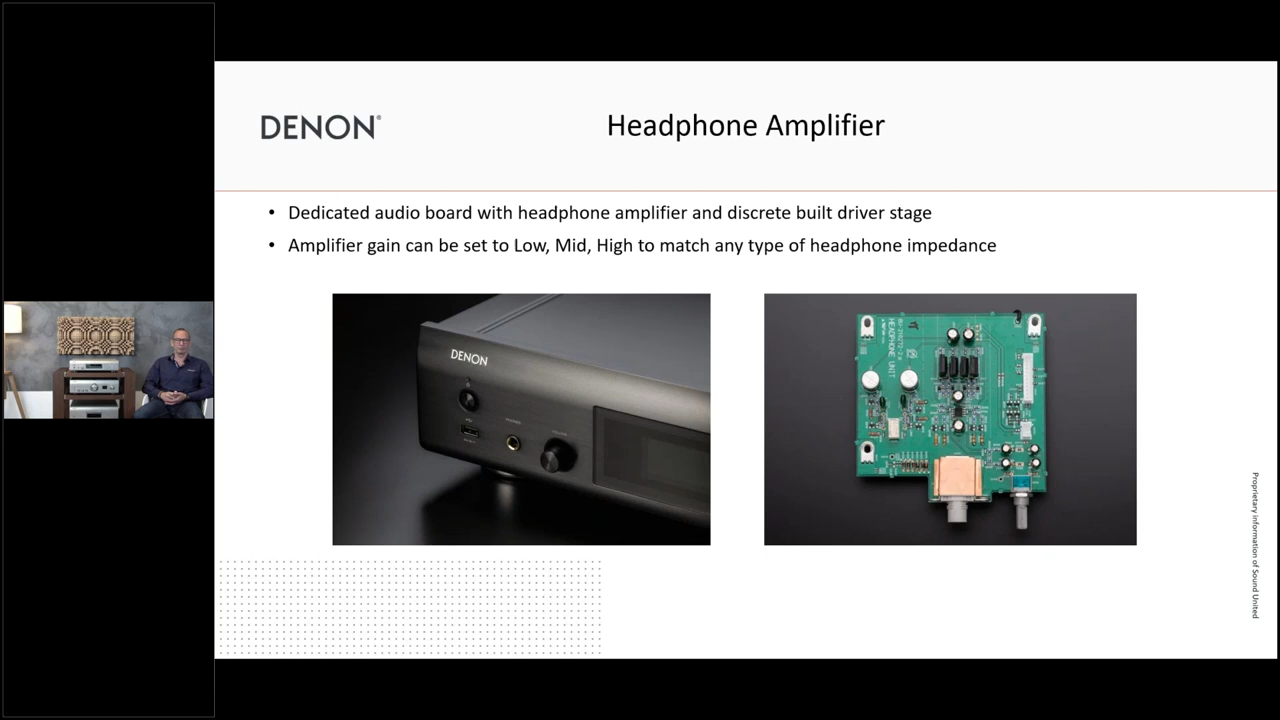 DENON®
Headphone Amplifier
• Dedicated audio board with headphone amplifier and discrete built driver stage
• Amplifier gain can be set to Low, Mid, High to match any type of headphone impedance
DENON
PHONES
VOLUME
HEADPHONE UNIT
Proprietary information of Sound United